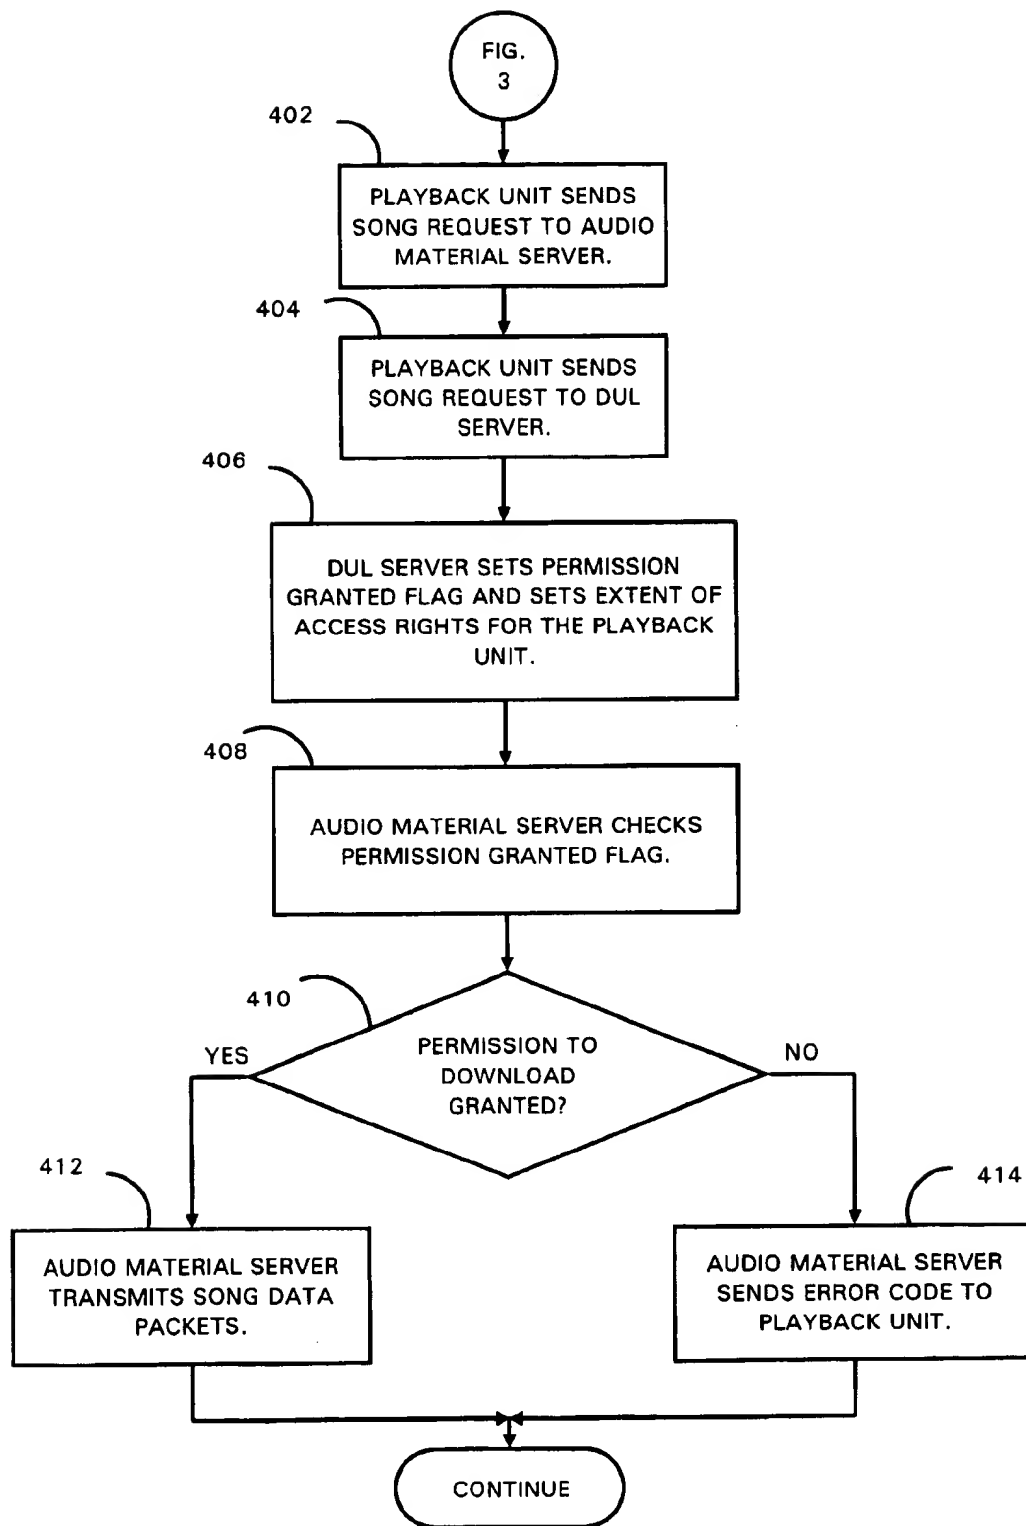 FIG.
3
402
PLAYBACK UNIT SENDS
SONG REQUEST TO AUDIO
MATERIAL SERVER.
404
PLAYBACK UNIT SENDS
SONG REQUEST TO DUL
SERVER.
406
DUL SERVER SETS PERMISSION
GRANTED FLAG AND SETS EXTENT OF
ACCESS RIGHTS FOR THE PLAYBACK
UNIT.
408
AUDIO MATERIAL SERVER CHECKS
PERMISSION GRANTED FLAG.
410
YES
PERMISSION TO
DOWNLOAD
GRANTED?
NO
412
AUDIO MATERIAL SERVER
TRANSMITS SONG DATA
PACKETS.
414
AUDIO MATERIAL SERVER
SENDS ERROR CODE TO
PLAYBACK UNIT.
CONTINUE